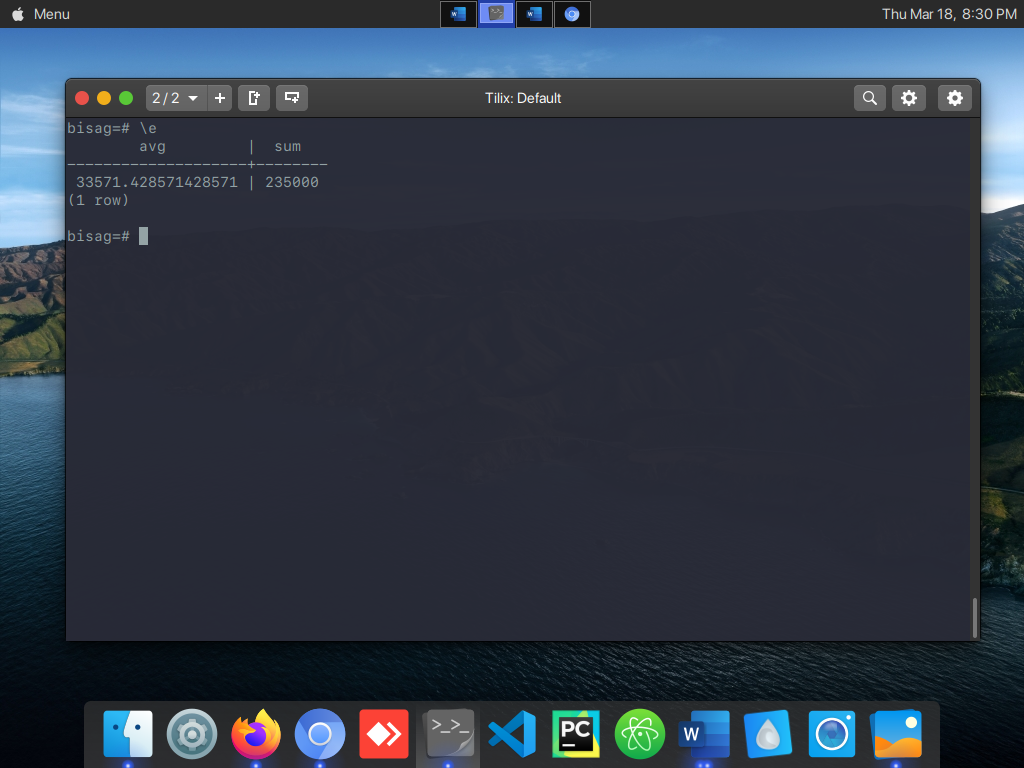 Menu
Thu Mar 18, 8:30 PM
2 / 2
Tilix: Default
bisag=# \e
avg | sum
--------------------+--------
33571.428571428571 | 235000
(1 row)
bisag=#
>_>_
PC
W